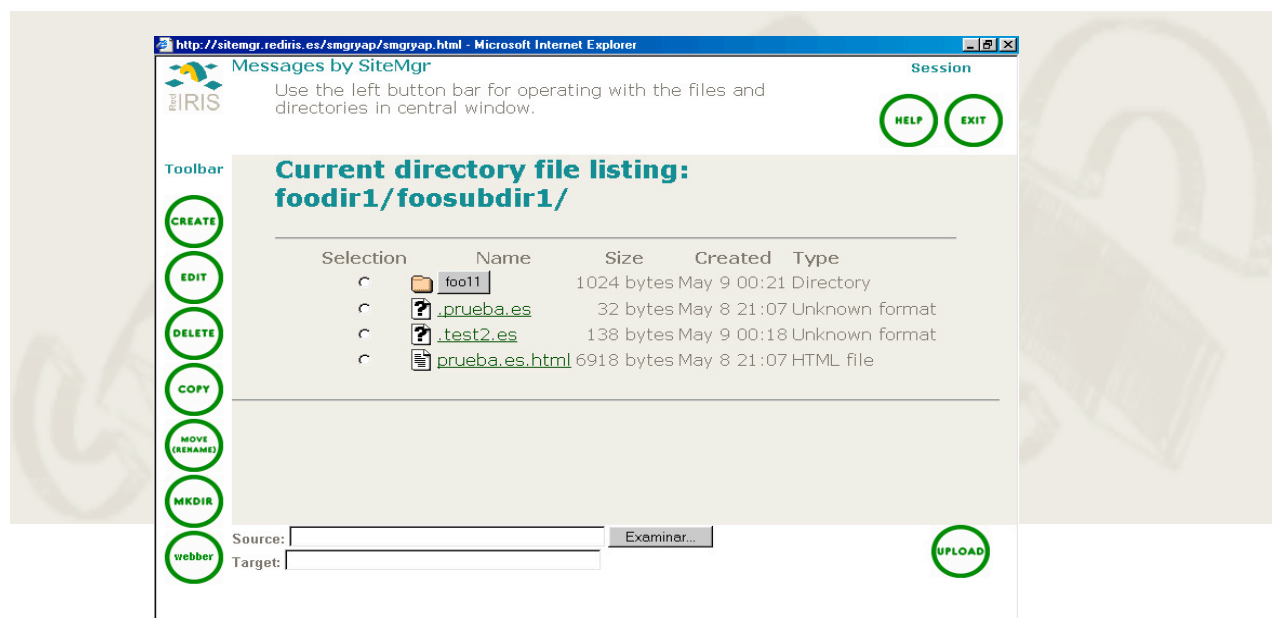 http://sitemgr.rediris.es/smgryap/smgryap.html - Microsoft Internet Explorer
Messages by SiteMgr
Session
Use the left button bar for operating with the files and
directories in central window.
Red
IRIS
HELP
EXIT
Toolbar
Current directory file listing:
foodir1/foosubdir1/
CREATE
Selection Name Size Created Type
EDIT
foo11 1024 bytes May 9 00:21 Directory
.prueba.es 32 bytes May 8 21:07 Unknown format
DELETE
.test2.es 138 bytes May 9 00:18 Unknown format
prueba.es.html 6918 bytes May 8 21:07 HTML file
COPY
MOVE
(RENAME)
MKDIR
webber
Source:
Examinar...
Target:
UPLOAD